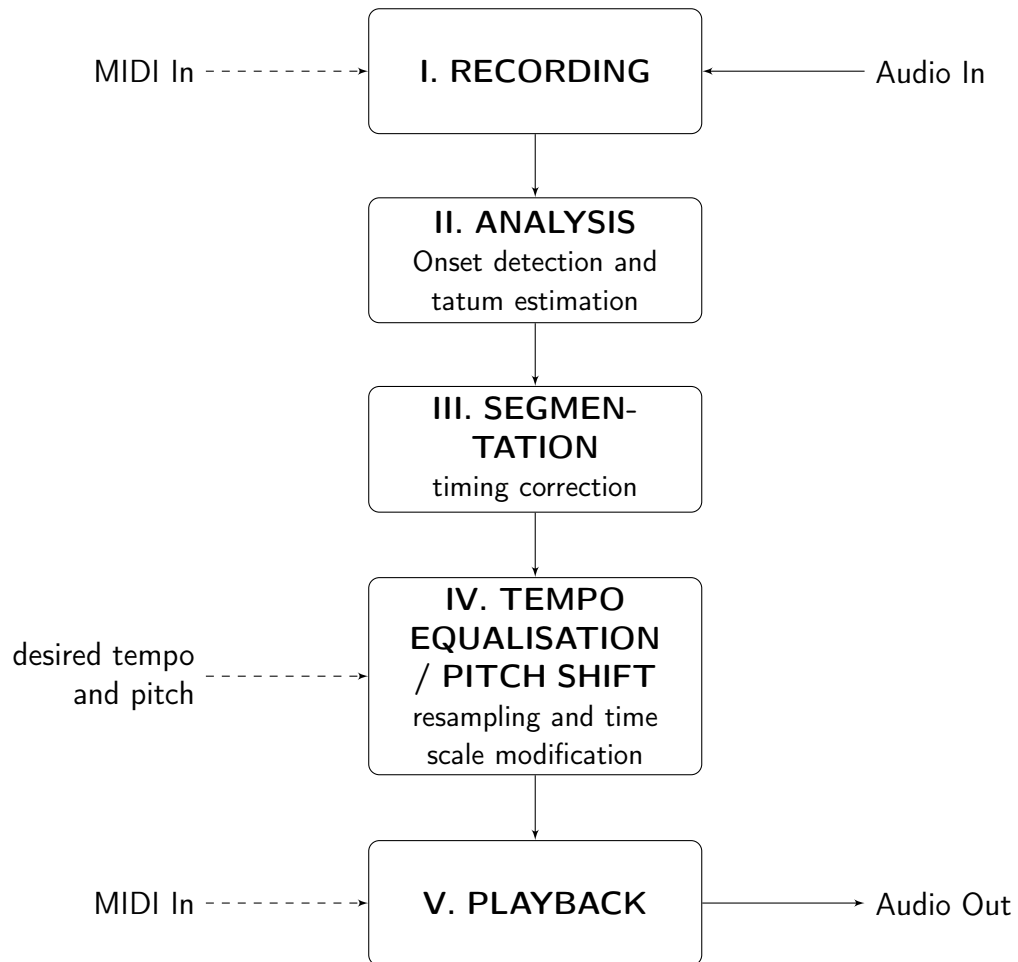 MIDI In
I. RECORDING
Audio In
II. ANALYSIS
Onset detection and
tatum estimation
III. SEGMEN-
TATION
timing correction
desired tempo
and pitch
IV. TEMPO
EQUALISATION
/ PITCH SHIFT
resampling and time
scale modification
MIDI In
V. PLAYBACK
Audio Out